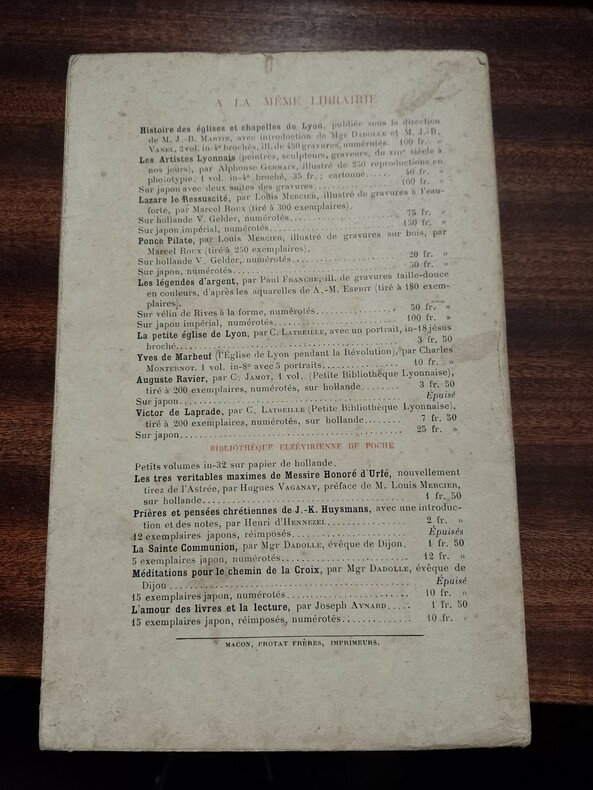 A LA MÊME LIBRAIRIE
Histoire des églises et chapelles de Lyon, publiée sous la direction
de M. J.-B. MARTIN, avec introduction de Mgr DADOLLE et M. J.-B.
VANEL, 2 vol. in-4º brochés, ill. de 450 gravures, numérotés. 100 fr. »
Les Artistes Lyonnais (peintres, sculpteurs, graveurs, du XIIIᵉ siècle à
nos jours), par Alphonse GERMAIN, illustré de 250 reproductions en
phototypie. 1 vol. in-4º broché, 35 fr.; cartonné..... 40 fr. »
Sur japon avec deux suites des gravures..... 100 fr. »
Lazare le Ressuscité, par Louis MERCIER, illustré de gravures à l'eau-
forte, par Marcel Roux (tiré à 300 exemplaires).
Sur hollande V. Gelder, numérotés..... 75 fr. »
Sur japon impérial, numérotés..... 150 fr. »
Ponce Pilate, par Louis MERCIER, illustré de gravures sur bois, par
Marcel Roux (tiré à 250 exemplaires).
Sur hollande V. Gelder, numérotés..... 20 fr. »
Sur japon, numérotés..... 50 fr. »
Les légendes d'argent, par Paul FRANCHE, ill. de gravures taille-douce
en couleurs, d'après les aquarelles de A.-M. ESPRIT (tiré à 180 exem-
plaires).
Sur vélin de Rives à la forme, numérotés..... 50 fr. »
Sur japon impérial, numérotés..... 100 fr. »
La petite église de Lyon, par C. LATREILLE, avec un portrait, in-18 jésus
broché..... 3 fr. 50
Yves de Marbeuf (l'Église de Lyon pendant la Révolution), par Charles
MONTERNOT. 1 vol. in-8º avec 5 portraits..... 10 fr. »
Auguste Ravier, par C. JAMOT, 1 vol. (Petite Bibliothèque Lyonnaise),
tiré à 200 exemplaires, numérotés, sur hollande..... 3 fr. 50
Sur japon..... Épuisé
Victor de Laprade, par C. LATREILLE (Petite Bibliothèque Lyonnaise),
tiré à 200 exemplaires, numérotés, sur hollande..... 7 fr. 50
Sur japon..... 25 fr. »
BIBLIOTHÈQUE ELZÉVIRIENNE DE POCHE
Petits volumes in-32 sur papier de hollande.
Les tres veritables maximes de Messire Honoré d'Urfé, nouvellement
tirez de l'Astrée, par Hugues VAGANAY, préface de M. Louis MERCIER,
sur hollande..... 1 fr. 50
Prières et pensées chrétiennes de J.-K. Huysmans, avec une introduc-
tion et des notes, par Henri d'HENNEZEL..... 2 fr. »
12 exemplaires japon, réimposés..... Épuisés
La Sainte Communion, par Mgr DADOLLE, évêque de Dijon. 1 fr. 50
5 exemplaires japon, numérotés..... 12 fr. »
Méditations pour le chemin de la Croix, par Mgr DADOLLE, évêque de
Dijon..... Épuisé
15 exemplaires japon, numérotés..... 10 fr. »
L'amour des livres et la lecture, par Joseph AYNARD..... 1 fr. 50
15 exemplaires japon, réimposés, numérotés..... 10 fr. »
MACON, PROTAT FRÈRES, IMPRIMEURS.